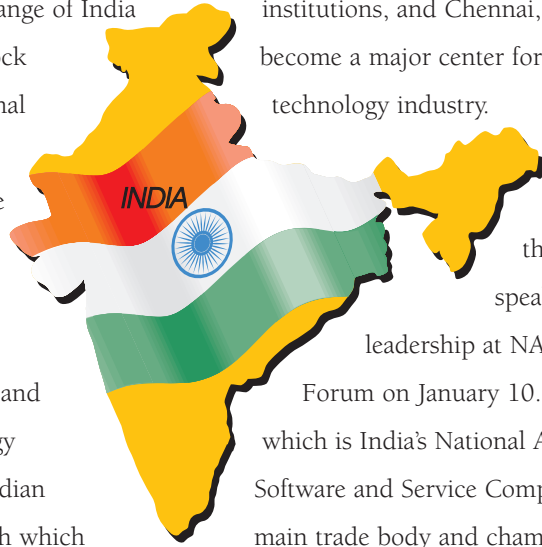 ange of India
ock
nal
e
and
gy
dian
h which
INDIA
institutions, and Chennai,
become a major center for
technology industry.
th
spea
leadership at NA
Forum on January 10.
which is India's National A
Software and Service Comp
main trade body and cham